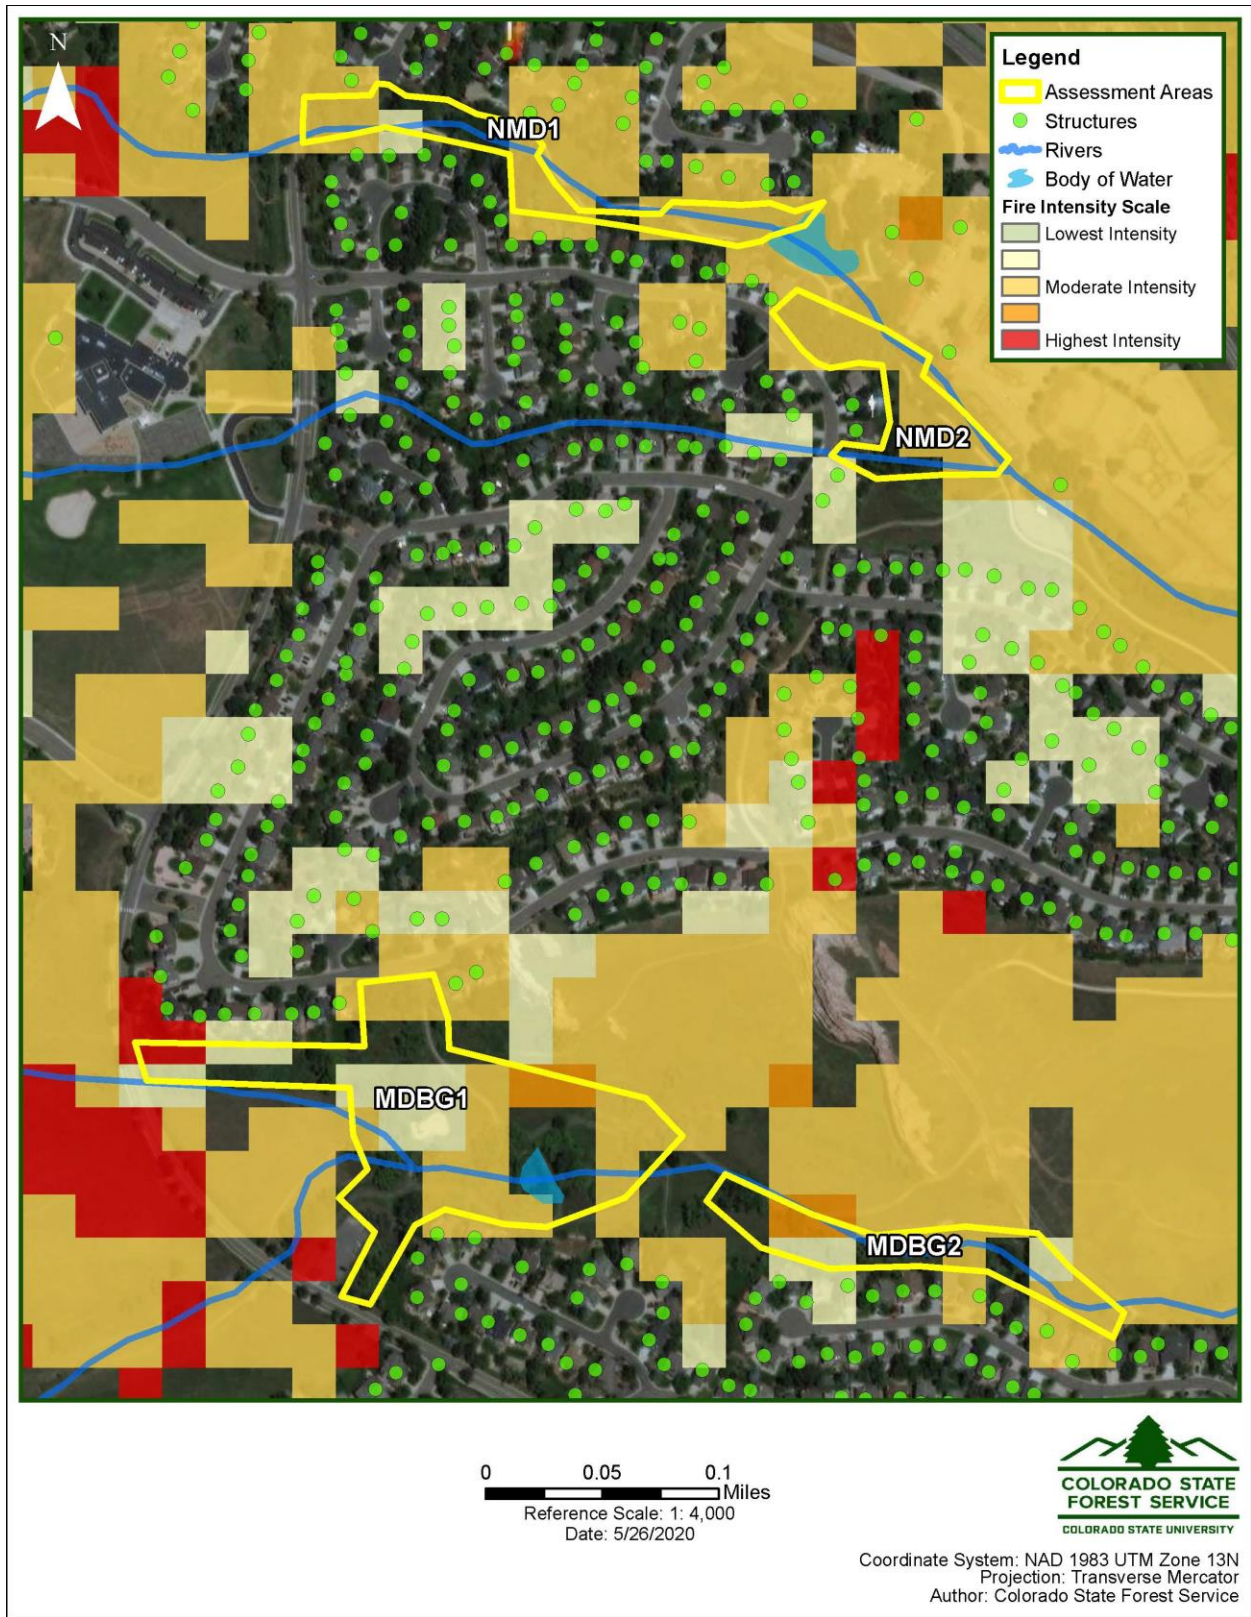 N
Legend
Assessment Areas
Structures
Rivers
Body of Water
Fire Intensity Scale
Lowest Intensity
Moderate Intensity
Highest Intensity
NMD1
NMD2
MDBG1
MDBG2
0 0.05 0.1
Miles
Reference Scale: 1: 4,000
Date: 5/26/2020
COLORADO STATE
FOREST SERVICE
COLORADO STATE UNIVERSITY
Coordinate System: NAD 1983 UTM Zone 13N
Projection: Transverse Mercator
Author: Colorado State Forest Service